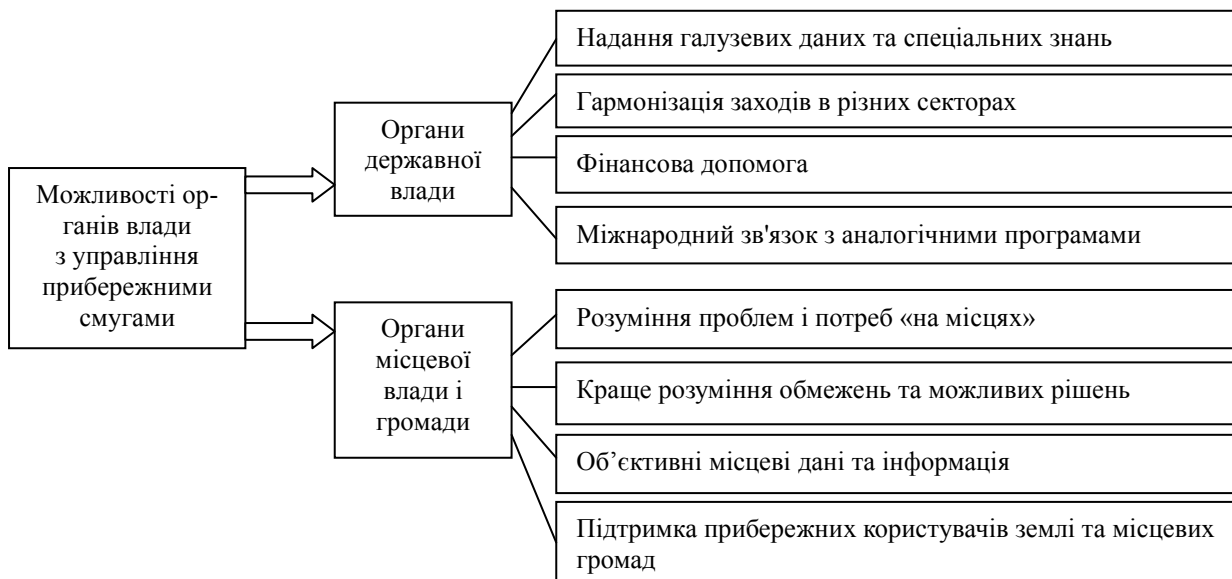 Можливості ор-
ганів влади
з управління
прибережними
смугами
Органи
державної
влади
Надання галузевих даних та спеціальних знань
Гармонізація заходів в різних секторах
Фінансова допомога
Міжнародний зв'язок з аналогічними програмами
Органи
місцевої
влади і
громади
Розуміння проблем і потреб «на місцях»
Краще розуміння обмежень та можливих рішень
Об’єктивні місцеві дані та інформація
Підтримка прибережних користувачів землі та місцевих
громад